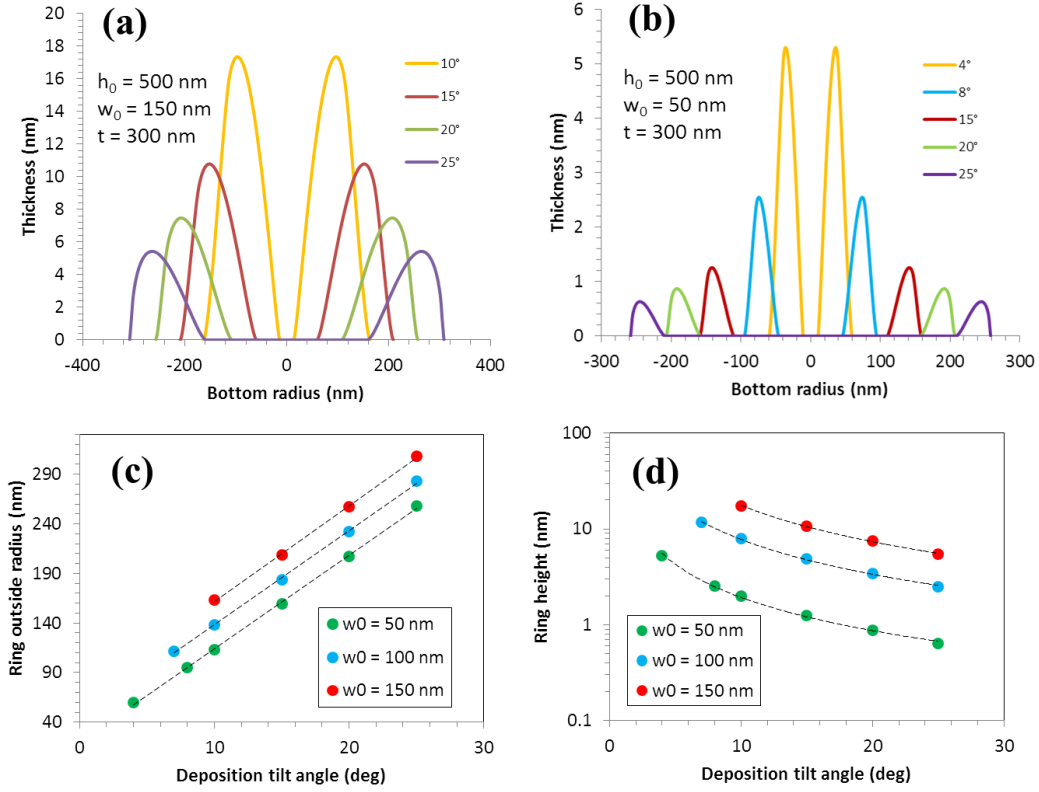 (a)
20
18
16
14
12
10
8
6
4
2
0
Thickness (nm)
h₀ = 500 nm
w₀ = 150 nm
t = 300 nm
10°
15°
20°
25°
-400 -200 0 200 400
Bottom radius (nm)
(b)
6
5
4
3
2
1
0
Thickness (nm)
h₀ = 500 nm
w₀ = 50 nm
t = 300 nm
4°
8°
15°
20°
25°
-300 -200 -100 0 100 200 300
Bottom radius (nm)
(c)
290
240
190
140
90
40
Ring outside radius (nm)
w0 = 50 nm
w0 = 100 nm
w0 = 150 nm
0 10 20 30
Deposition tilt angle (deg)
(d)
100
10
1
0.1
Ring height (nm)
w0 = 50 nm
w0 = 100 nm
w0 = 150 nm
0 10 20 30
Deposition tilt angle (deg)